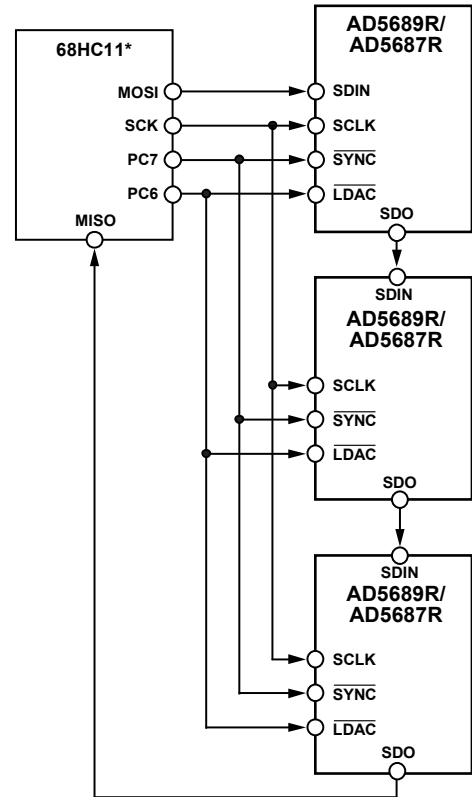 68HC11*
MOSI
SCK
PC7
PC6
MISO
AD5689R/
AD5687R
SDIN
SCLK
SYNC
LDAC
SDO
SDIN
AD5689R/
AD5687R
SCLK
SYNC
LDAC
SDO
SDIN
AD5689R/
AD5687R
SCLK
SYNC
LDAC
SDO